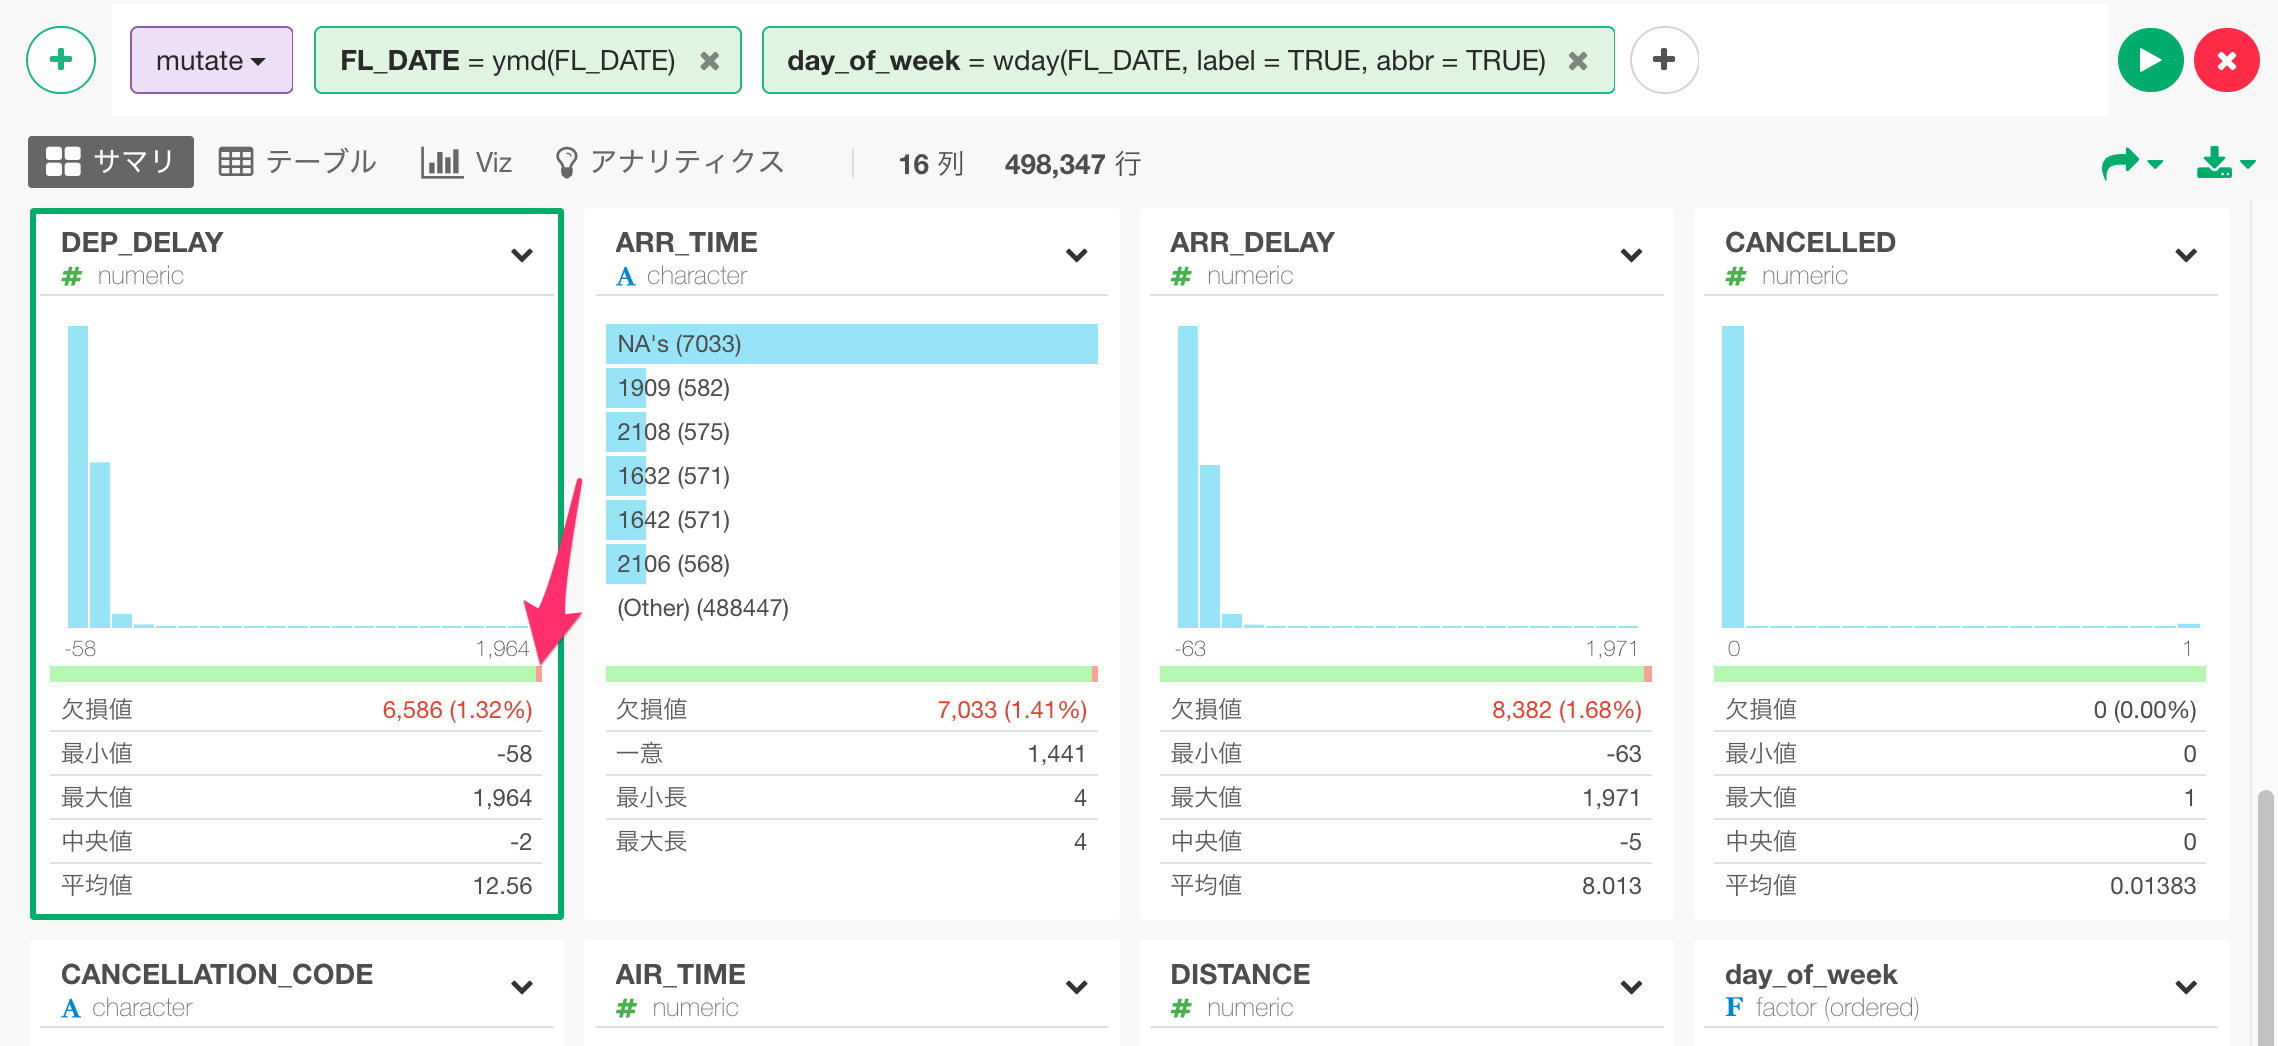 mutate
FL_DATE = ymd(FL_DATE)
day_of_week = wday(FL_DATE, label = TRUE, abbr = TRUE)
サマリ
テーブル
Viz
アナリティクス
16 列
498,347 行
DEP_DELAY
# numeric
-58
1,964
欠損値 6,586 (1.32%)
最小値 -58
最大値 1,964
中央値 -2
平均値 12.56
ARR_TIME
A character
NA's (7033)
1909 (582)
2108 (575)
1632 (571)
1642 (571)
2106 (568)
(Other) (488447)
欠損値 7,033 (1.41%)
一意 1,441
最小長 4
最大長 4
ARR_DELAY
# numeric
-63
1,971
欠損値 8,382 (1.68%)
最小値 -63
最大値 1,971
中央値 -5
平均値 8.013
CANCELLED
# numeric
0
1
欠損値 0 (0.00%)
最小値 0
最大値 1
中央値 0
平均値 0.01383
CANCELLATION_CODE
A character
AIR_TIME
# numeric
DISTANCE
# numeric
day_of_week
F factor (ordered)